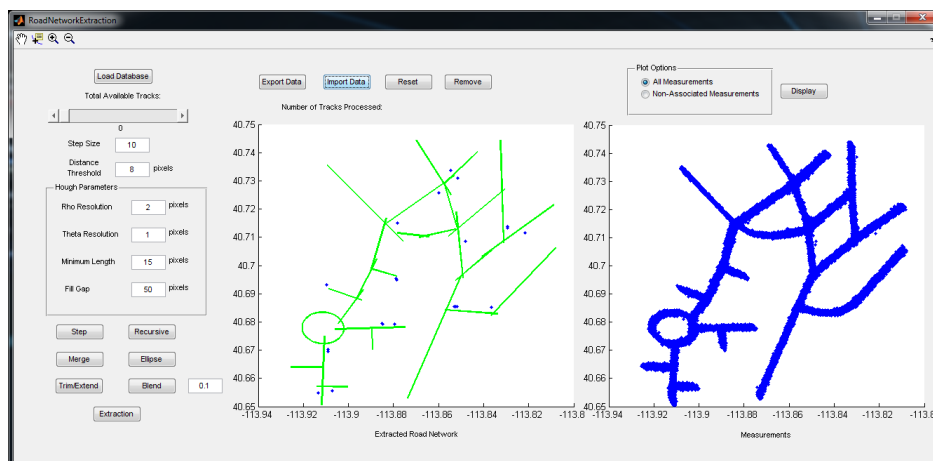 RoadNetworkExtraction
Load Database
Total Available Tracks:
0
Step Size 10
Distance Threshold 8 pixels
Hough Parameters
Rho Resolution 2 pixels
Theta Resolution 1 pixels
Minimum Length 15 pixels
Fill Gap 50 pixels
Step Recursive
Merge Ellipse
Trim/Extend Blend 0.1
Extraction
Export Data Import Data Reset Remove
Number of Tracks Processed:
Plot Options
All Measurements
Non-Associated Measurements
Display
40.75
40.74
40.73
40.72
40.71
40.7
40.69
40.68
40.67
40.66
40.65
-113.94 -113.92 -113.9 -113.88 -113.86 -113.84 -113.82 -113.8
Extracted Road Network
40.75
40.74
40.73
40.72
40.71
40.7
40.69
40.68
40.67
40.66
40.65
-113.94 -113.92 -113.9 -113.88 -113.86 -113.84 -113.82 -113.8
Measurements